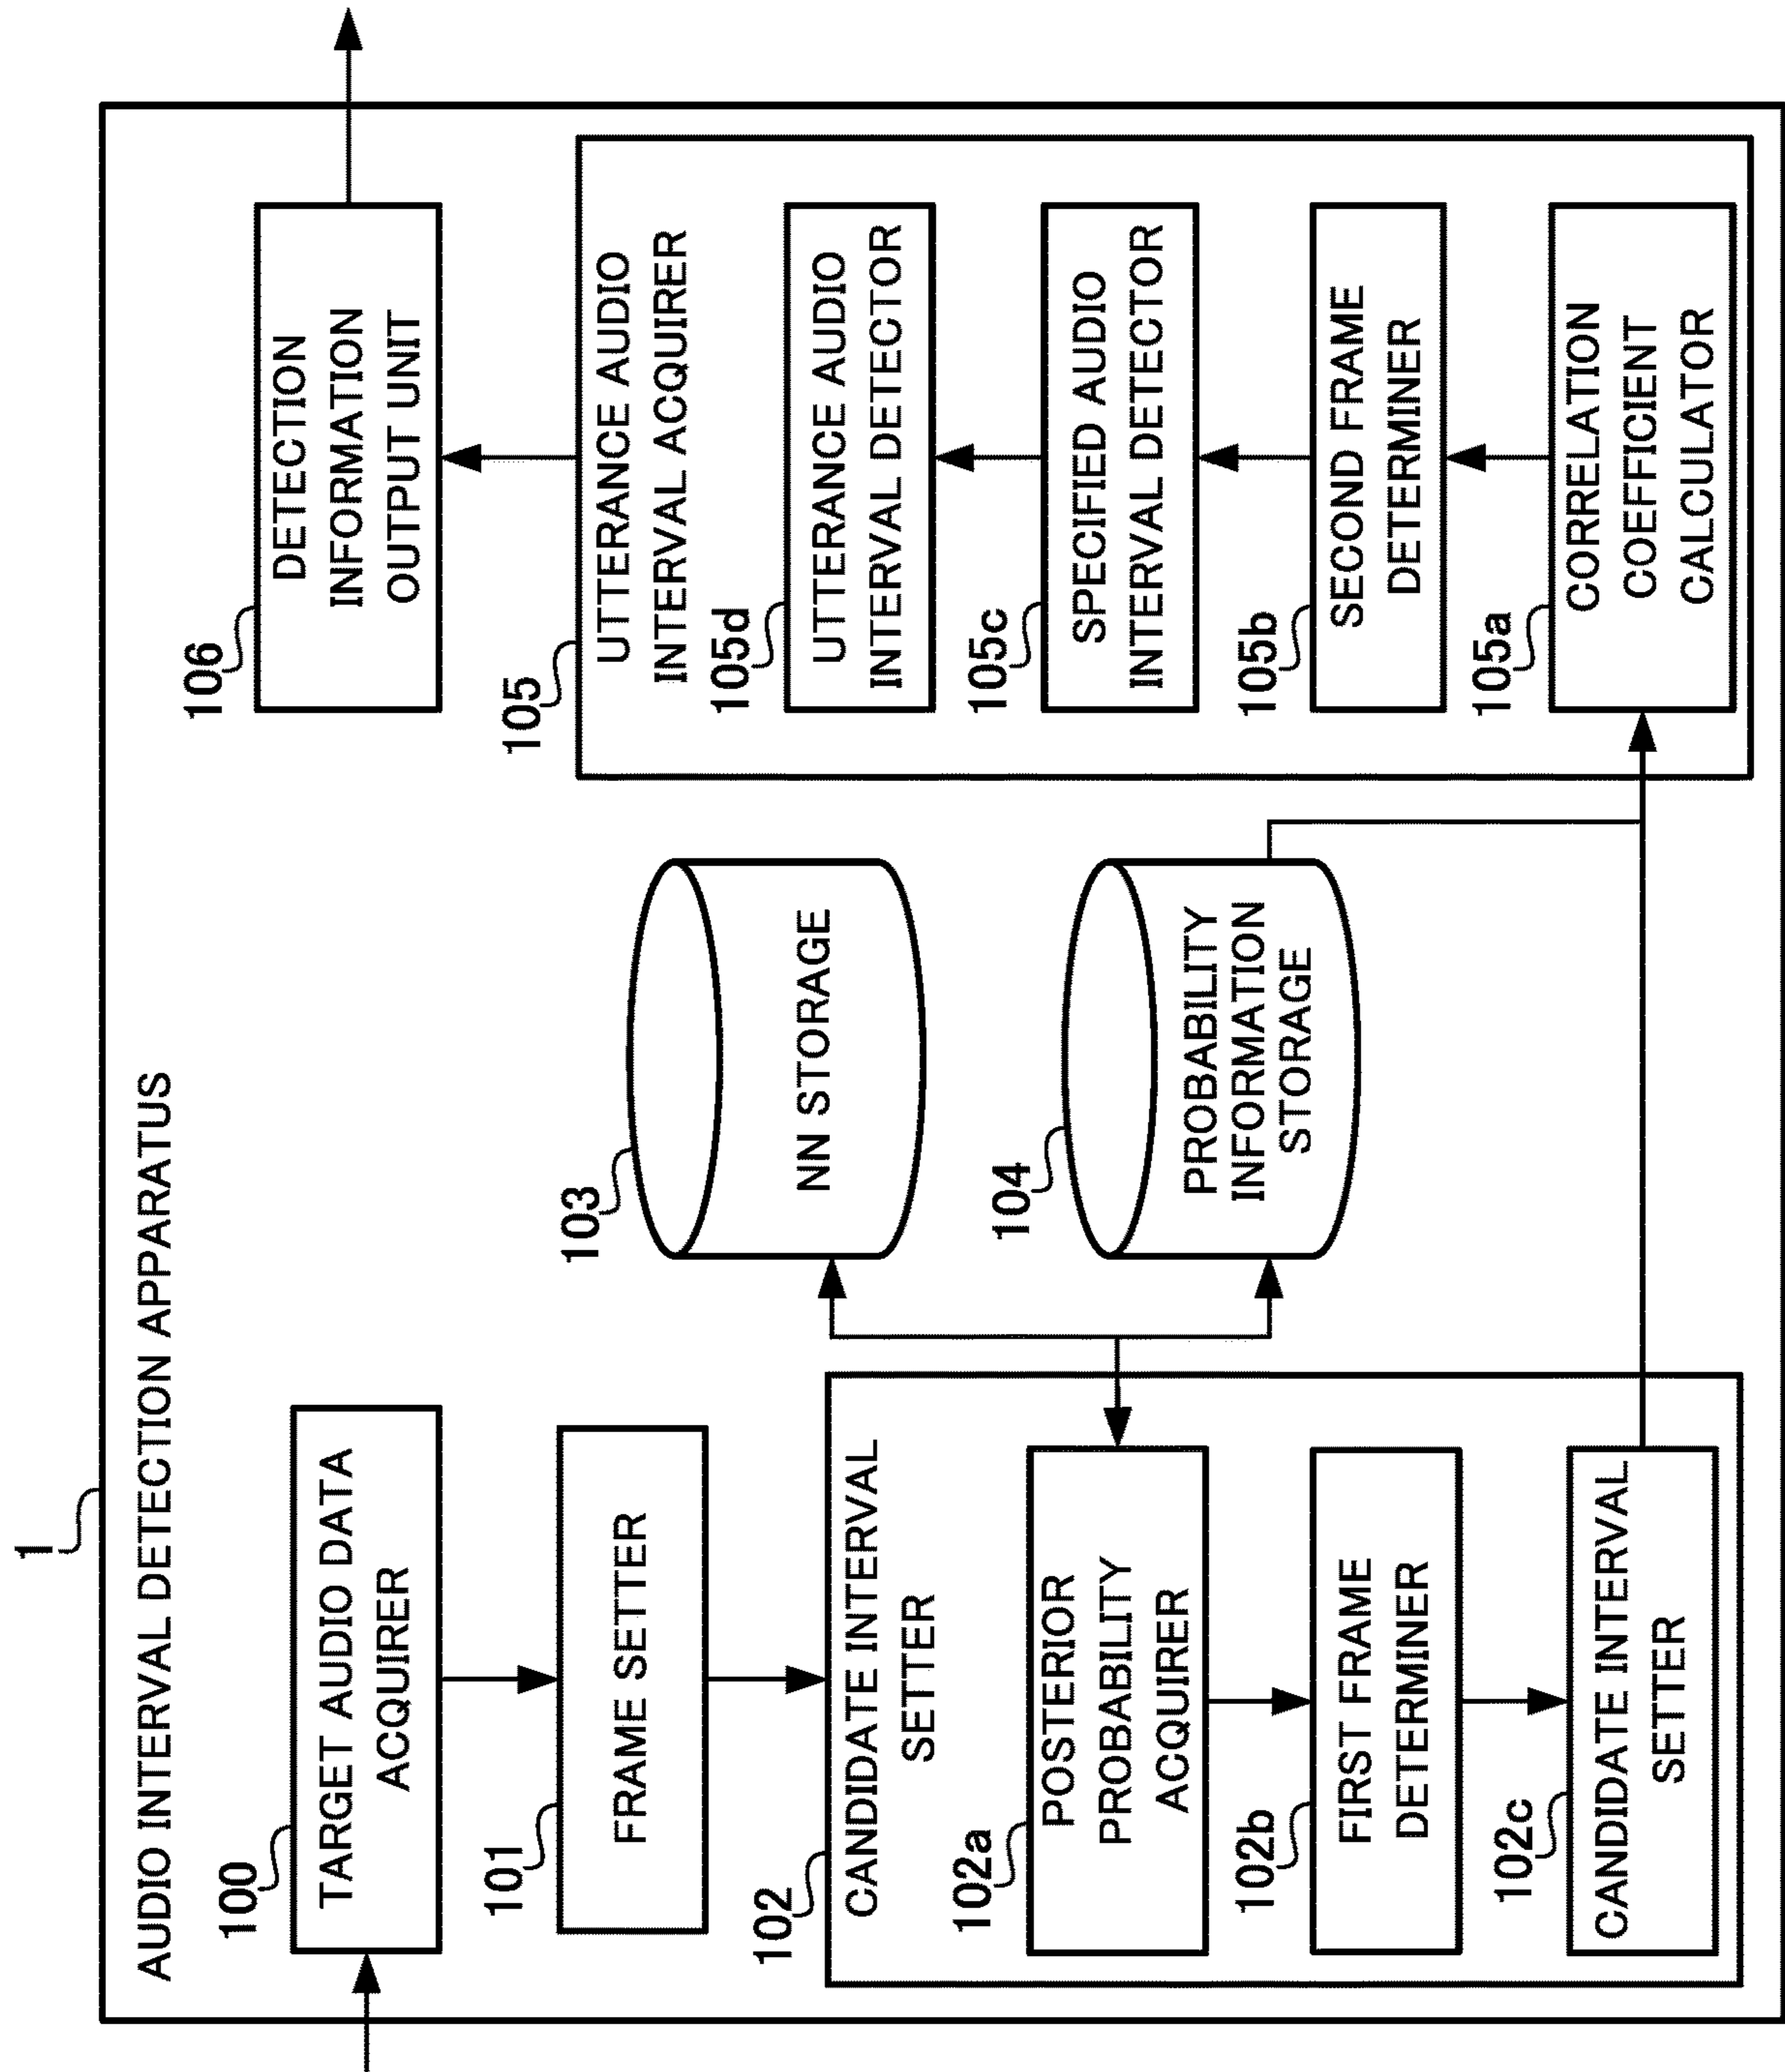 1
AUDIO INTERVAL DETECTION APPARATUS
100
TARGET AUDIO DATA
ACQUIRER
101
FRAME SETTER
102
CANDIDATE INTERVAL
SETTER
102a
POSTERIOR
PROBABILITY
ACQUIRER
102b
FIRST FRAME
DETERMINER
102c
CANDIDATE INTERVAL
SETTER
103
NN STORAGE
104
PROBABILITY
INFORMATION
STORAGE
106
DETECTION
INFORMATION
OUTPUT UNIT
105
UTTERANCE AUDIO
INTERVAL ACQUIRER
105d
UTTERANCE AUDIO
INTERVAL DETECTOR
105c
SPECIFIED AUDIO
INTERVAL DETECTOR
105b
SECOND FRAME
DETERMINER
105a
CORRELATION
COEFFICIENT
CALCULATOR